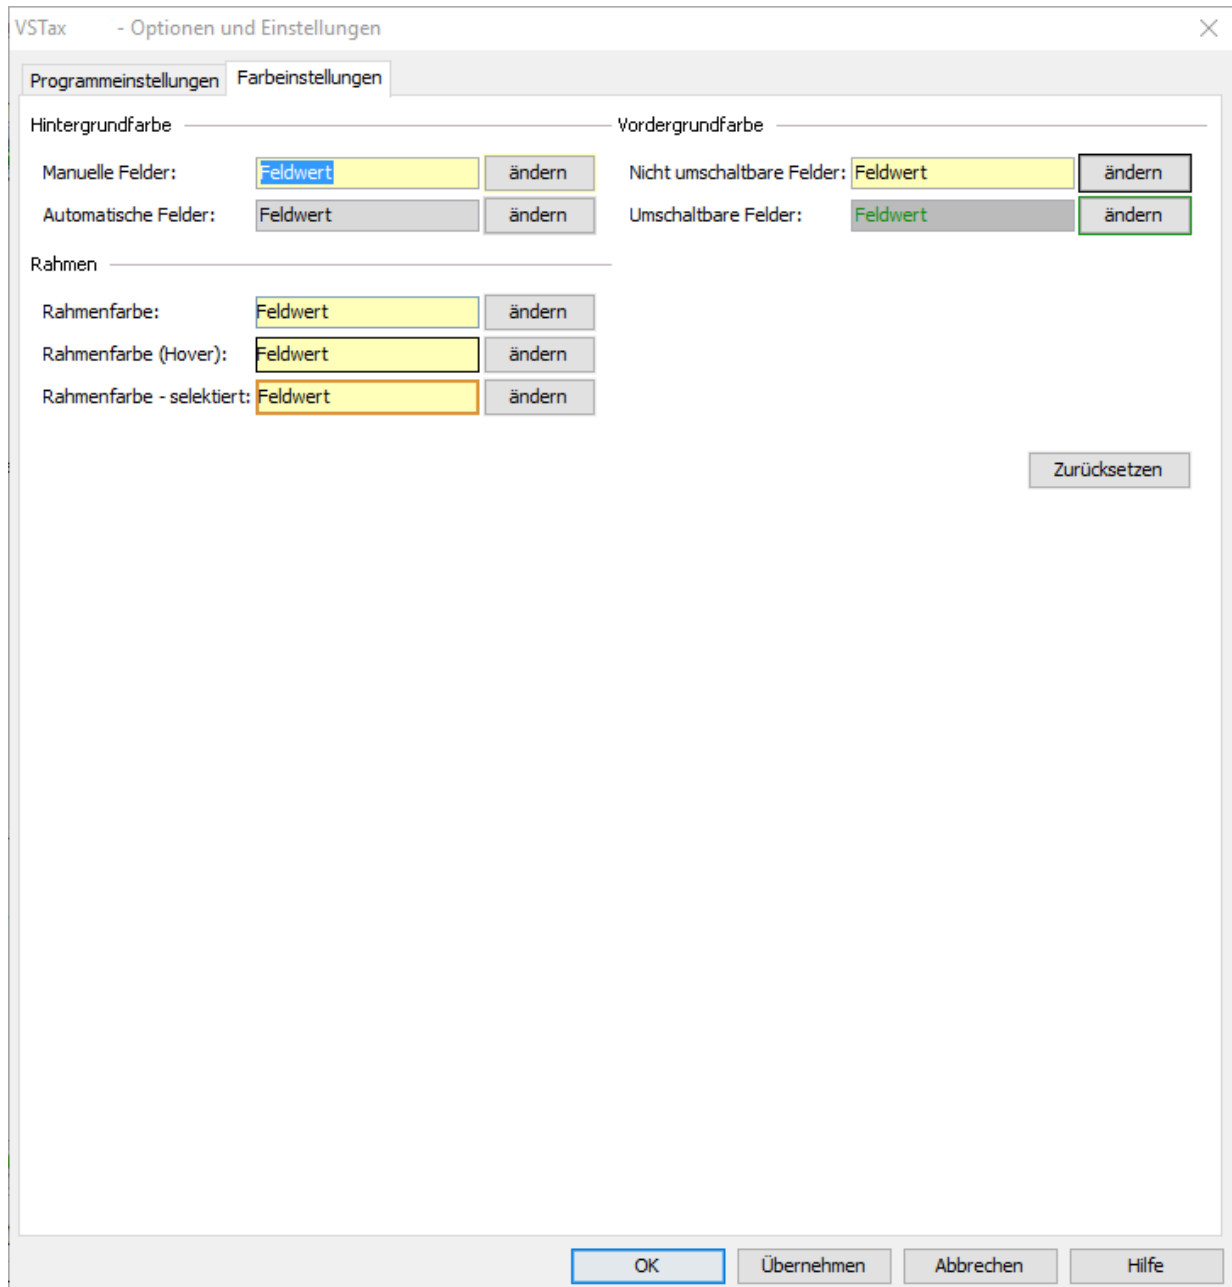 VSTax - Optionen und Einstellungen
Programmeinstellungen Farbeinstellungen
Hintergrundfarbe Vordergrundfarbe
Manuelle Felder: Feldwert ändern Nicht umschaltbare Felder: Feldwert ändern
Automatische Felder: Feldwert ändern Umschaltbare Felder: Feldwert ändern
Rahmen
Rahmenfarbe: Feldwert ändern
Rahmenfarbe (Hover): Feldwert ändern
Rahmenfarbe - selektiert: Feldwert ändern
Zurücksetzen
OK Übernehmen Abbrechen Hilfe